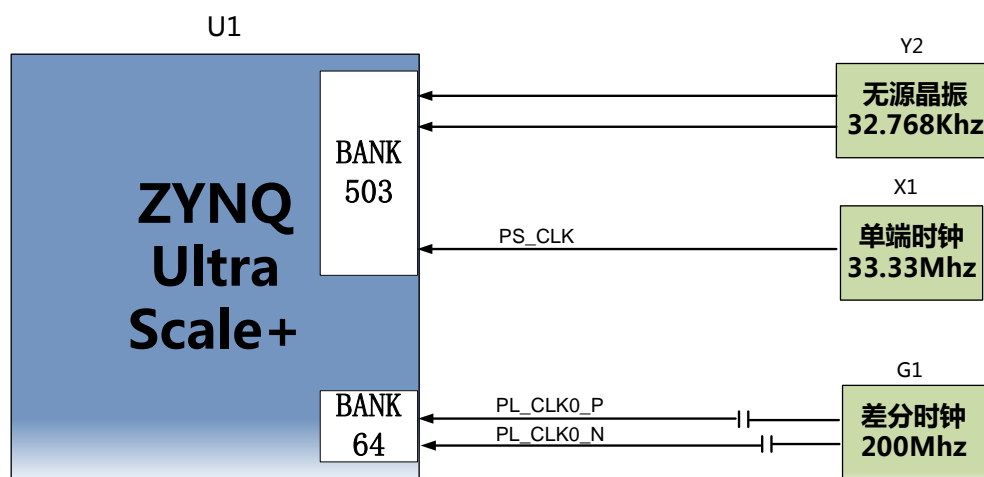 U1
ZYNQ
Ultra
Scale+
BANK
503
BANK
64
PS_CLK
PL_CLK0_P
PL_CLK0_N
Y2
无源晶振
32.768Khz
X1
单端时钟
33.33Mhz
G1
差分时钟
200Mhz